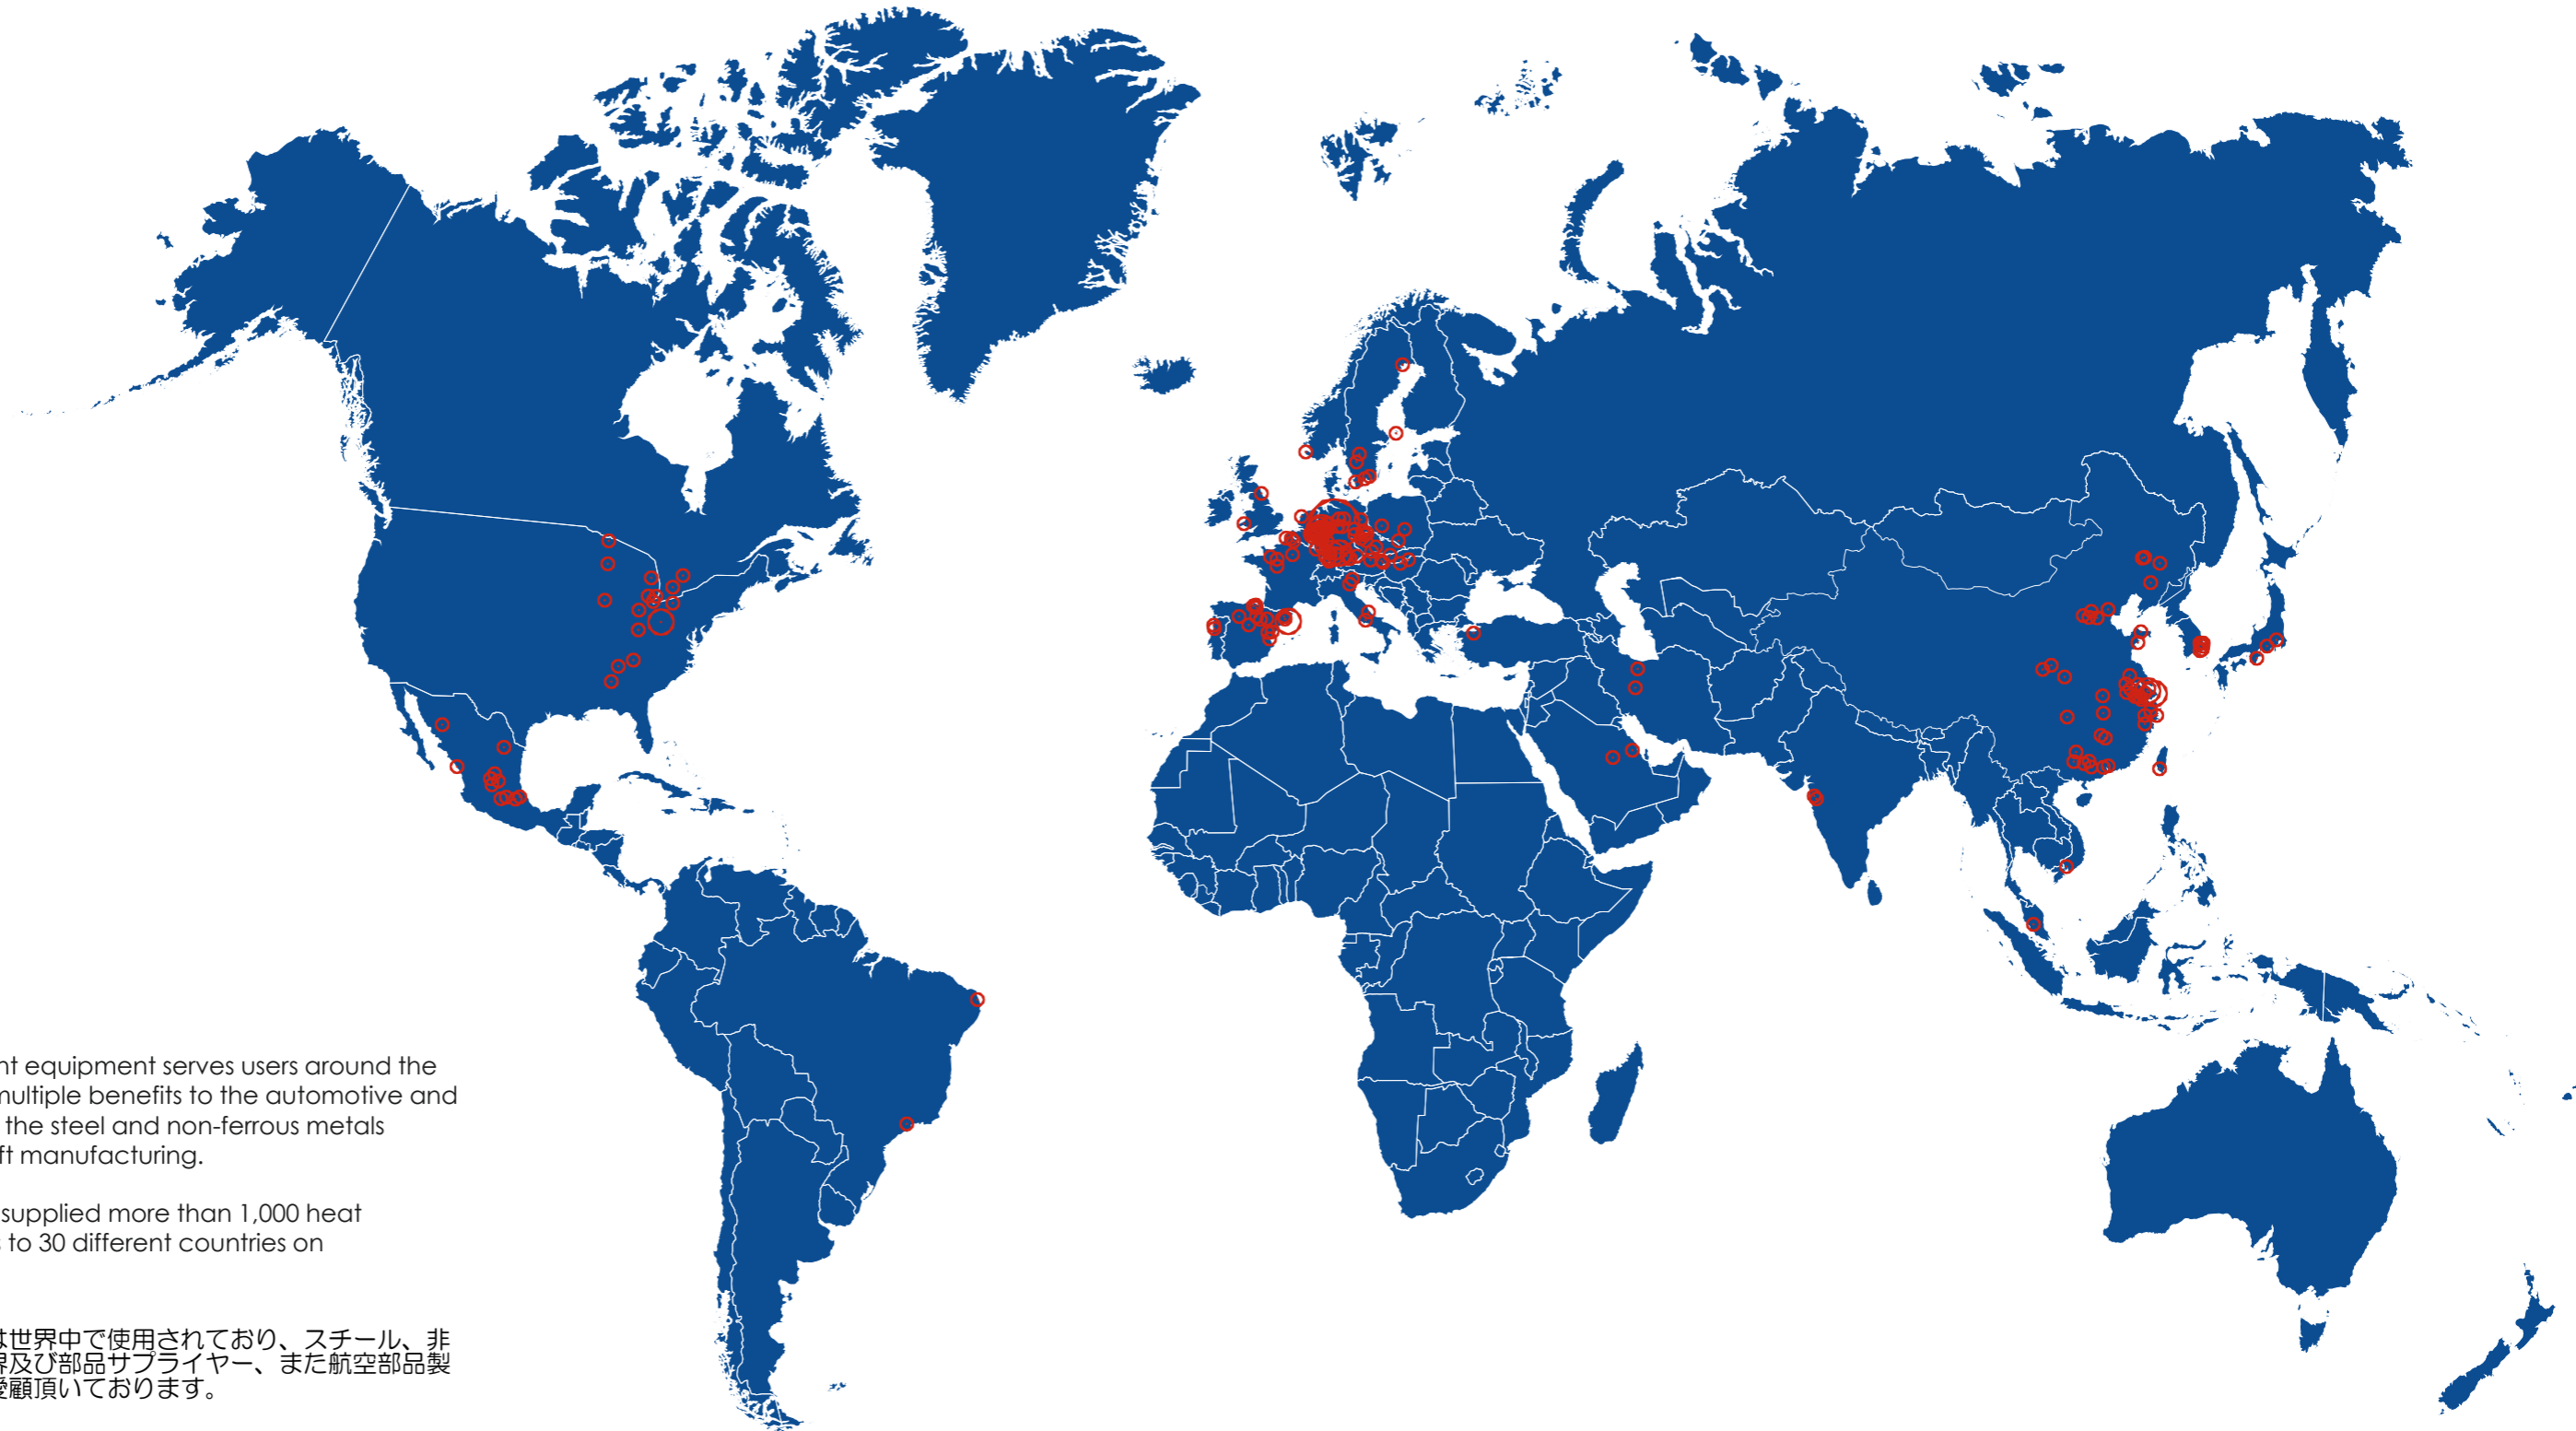 nt equipment serves users around the
multiple benefits to the automotive and
the steel and non-ferrous metals
ft manufacturing.
supplied more than 1,000 heat
s to 30 different countries on
は世界中で使用されており、スチール、非
界及び部品サプライヤー、また航空部品製
愛顧頂いております。